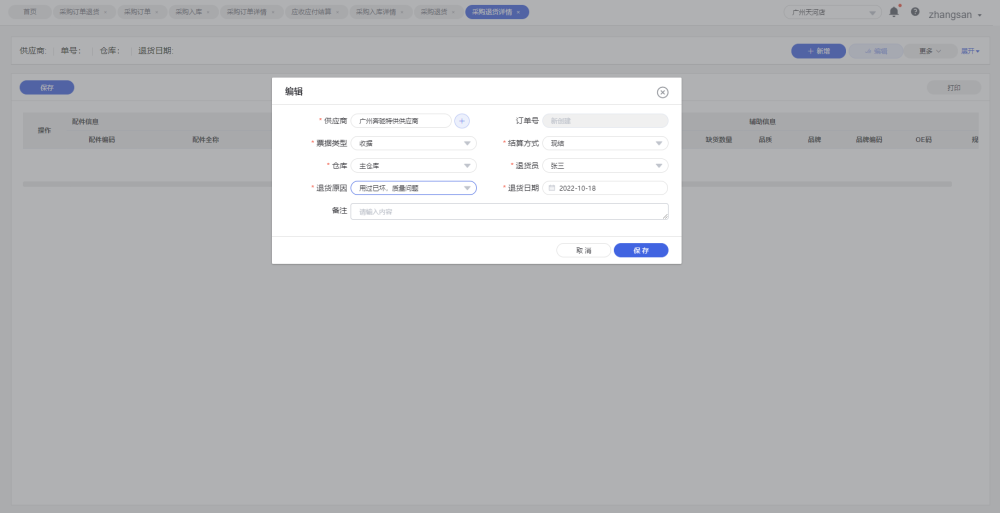 首页 采购订单退货 × 采购订单 × 采购入库 × 采购订单详情 × 应收应付结算 × 采购入库详情 × 采购退货 × 采购退货详情 × 广州天河店 zhangsan
供应商: 单号: 仓库: 退货日期: + 新增 编辑 更多 展开
保存 打印
操作 配件信息 辅助信息
配件编码 配件全称 缺货数量 品质 品牌 品牌编码 OE码
编辑
* 供应商 广州奔驰特供供应商 + 订单号 新创建
* 票据类型 收据 * 结算方式 现结
* 仓库 主仓库 * 退货员 张三
* 退货原因 用过已坏，质量问题 * 退货日期 2022-10-18
备注 请输入内容
取消 保存